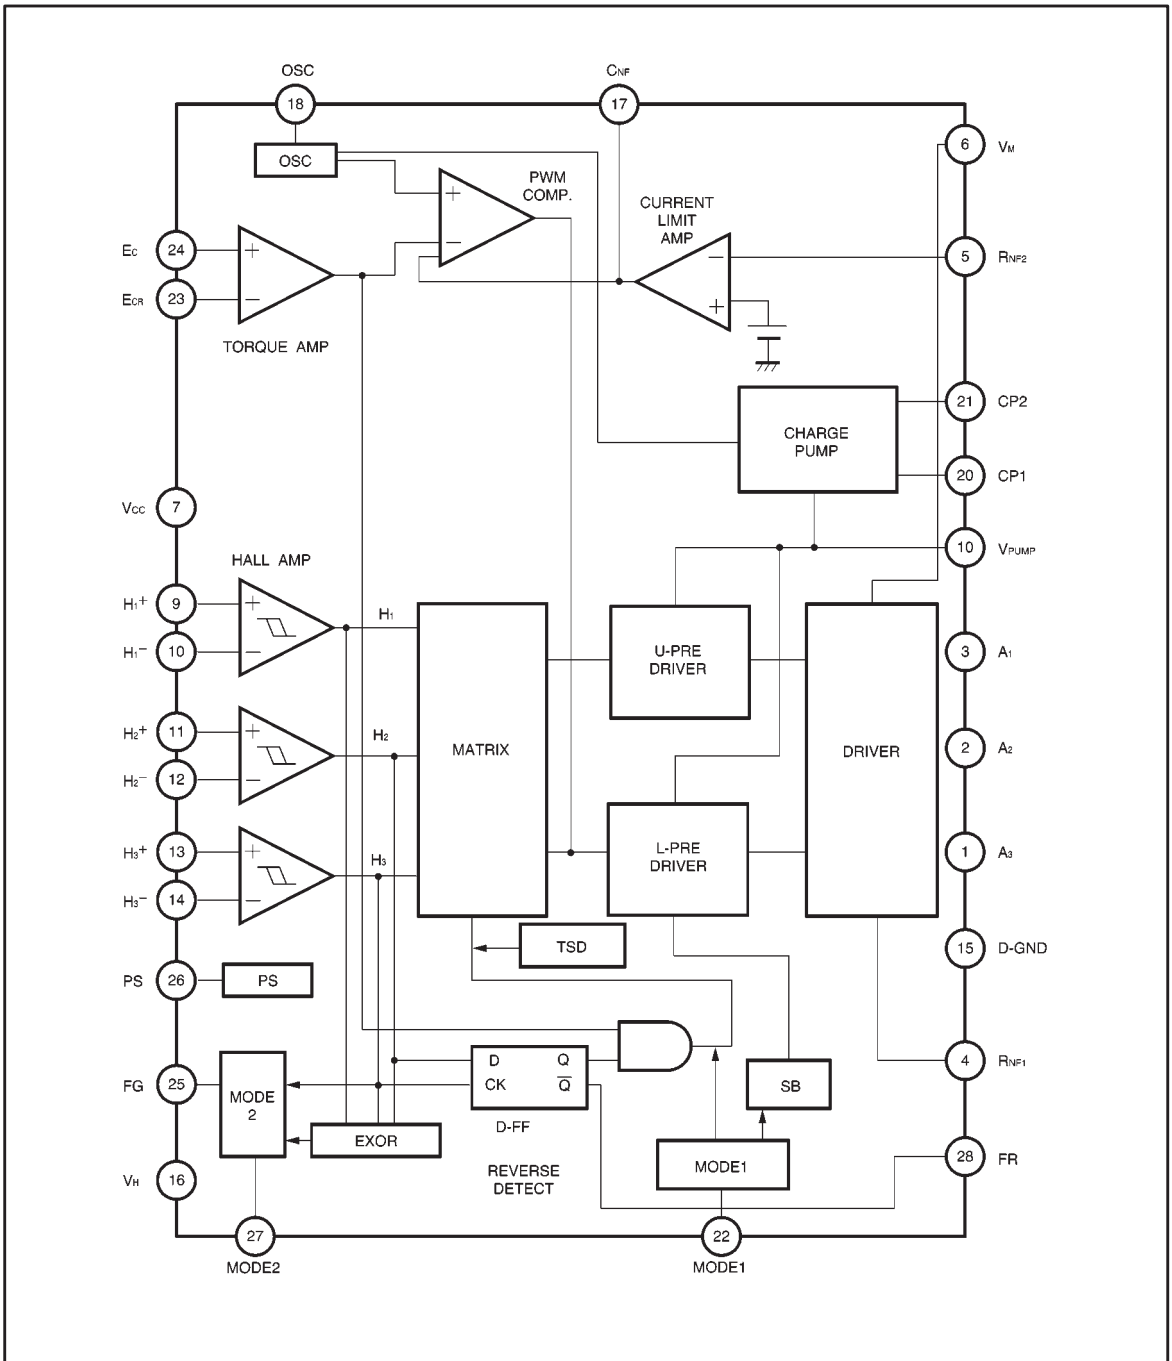 OSC
CNF
18
17
OSC
6
VM
PWM
COMP.
CURRENT
LIMIT
AMP
+
EC
24
+
−
−
5
RNF2
ECR
23
−
+
TORQUE AMP
21
CP2
CHARGE
PUMP
20
CP1
VCC
7
10
VPUMP
HALL AMP
H1+
9
+
H1
H1−
10
−
U-PRE
DRIVER
3
A1
H2+
11
+
H2
MATRIX
DRIVER
2
A2
H2−
12
−
H3+
13
+
H3
L-PRE
DRIVER
1
A3
H3−
14
−
TSD
15
D-GND
PS
26
PS
D
Q
4
RNF1
FG
25
MODE
2
CK
Q̅
SB
D-FF
EXOR
REVERSE
DETECT
MODE1
28
FR
VH
16
27
22
MODE2
MODE1